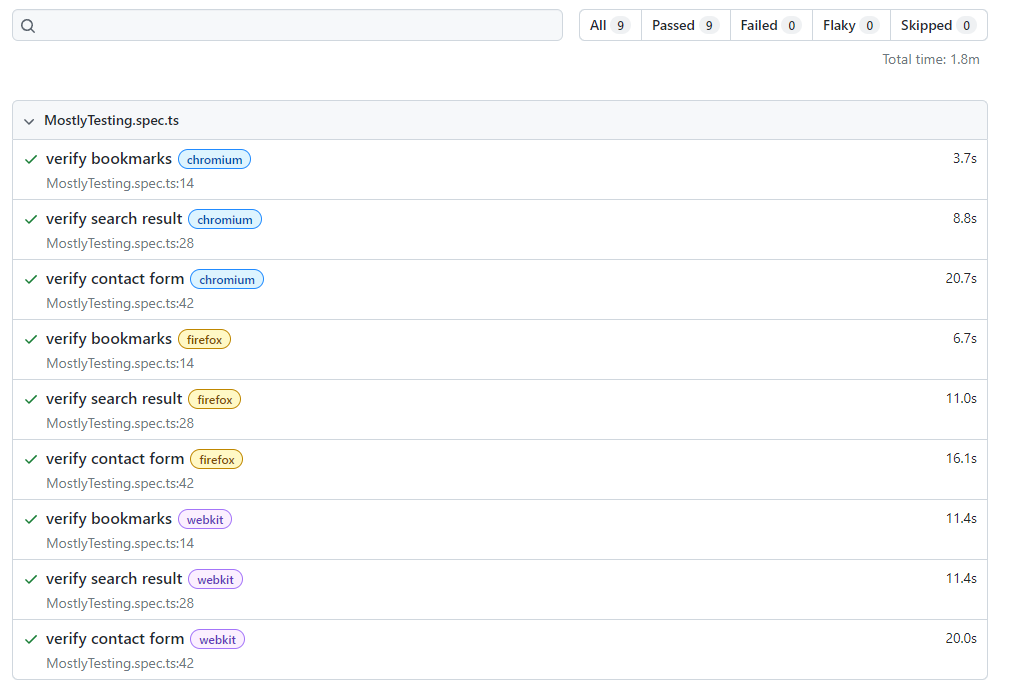 All 9 Passed 9 Failed 0 Flaky 0 Skipped 0
Total time: 1.8m
MostlyTesting.spec.ts
verify bookmarks chromium 3.7s
MostlyTesting.spec.ts:14
verify search result chromium 8.8s
MostlyTesting.spec.ts:28
verify contact form chromium 20.7s
MostlyTesting.spec.ts:42
verify bookmarks firefox 6.7s
MostlyTesting.spec.ts:14
verify search result firefox 11.0s
MostlyTesting.spec.ts:28
verify contact form firefox 16.1s
MostlyTesting.spec.ts:42
verify bookmarks webkit 11.4s
MostlyTesting.spec.ts:14
verify search result webkit 11.4s
MostlyTesting.spec.ts:28
verify contact form webkit 20.0s
MostlyTesting.spec.ts:42